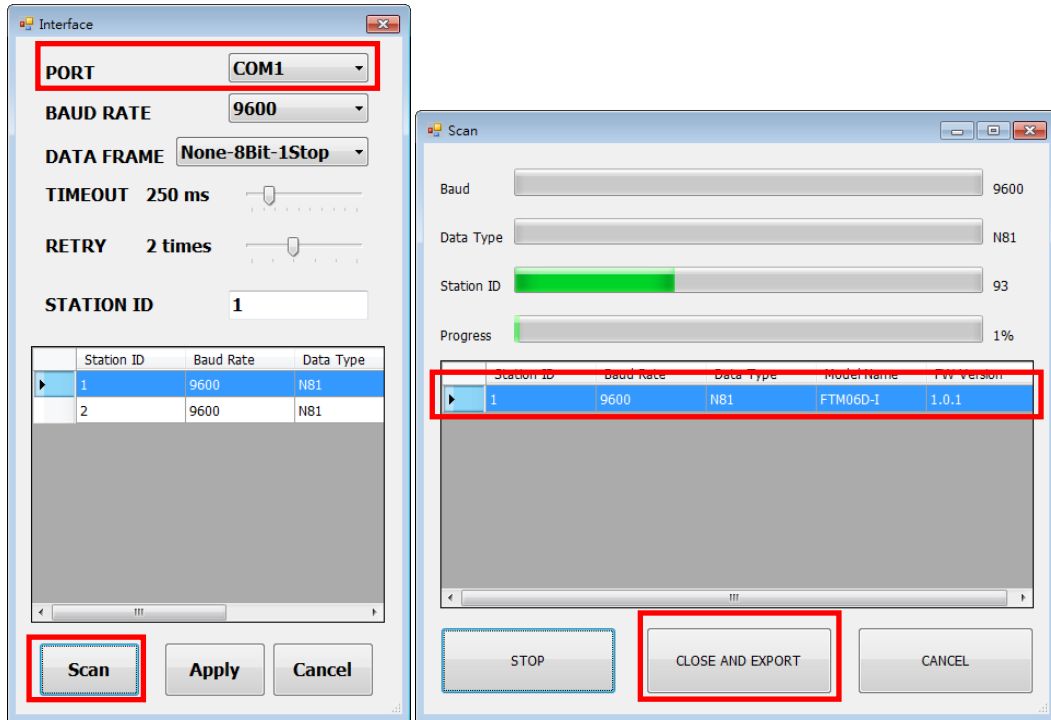 Interface
PORT COM1
BAUD RATE 9600
DATA FRAME None-8Bit-1Stop
TIMEOUT 250 ms
RETRY 2 times
STATION ID 1
Station ID Baud Rate Data Type
1 9600 N81
2 9600 N81
Scan Apply Cancel
Scan
Baud 9600
Data Type N81
Station ID 93
Progress 1%
Station ID Baud Rate Data Type Model Name FW Version
1 9600 N81 FTM06D-I 1.0.1
STOP CLOSE AND EXPORT CANCEL